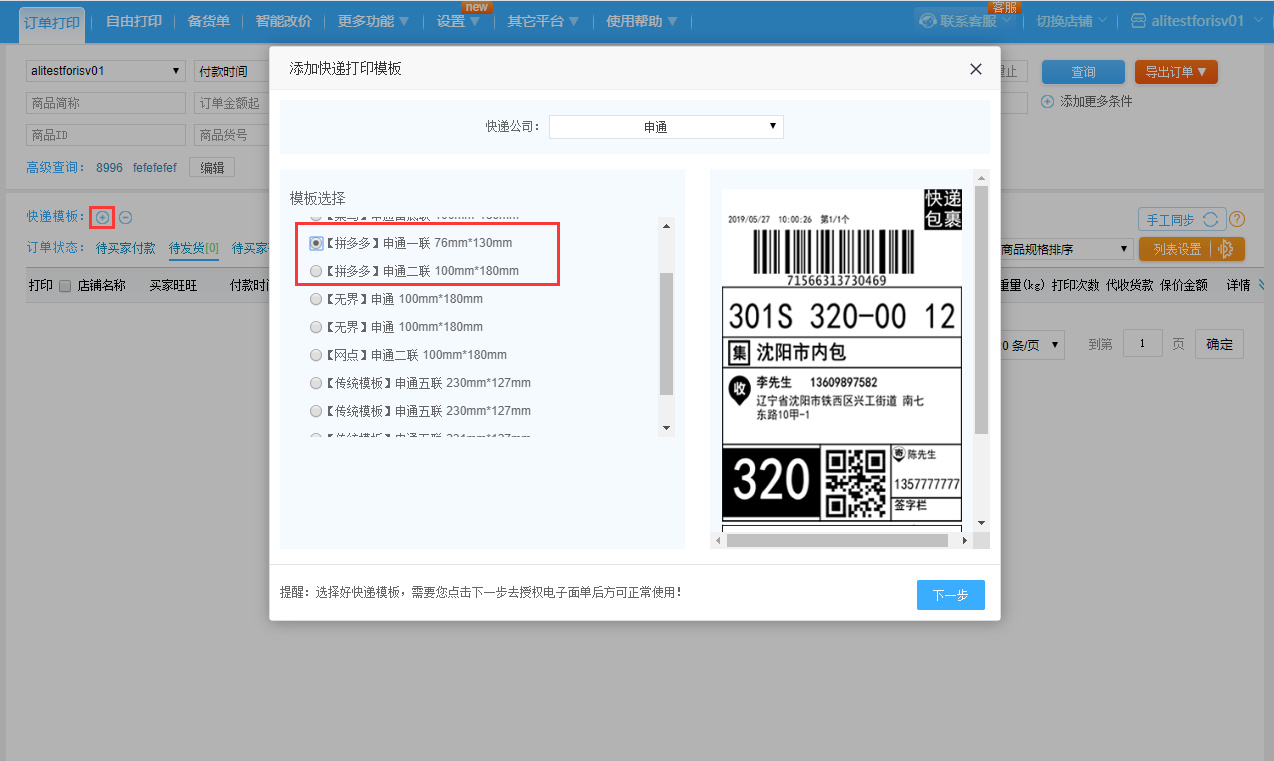 订单打印 自由打印 备货单 智能改价 更多功能 设置 new 其它平台 使用帮助 联系客服 客服 切换店铺 alitestforisv01
alitestforisv01 付款时间 查询 导出订单
商品简称 订单金额起 添加更多条件
商品ID 商品货号
高级查询： 8996 fefefefef 编辑
快递模板： 手工同步 ?
订单状态： 待买家付款 待发货[0] 商品规格排序 列表设置
打印 店铺名称 买家旺旺 重量(kg) 打印次数 代收货款 保价金额 详情
0 条/页 到第 1 页 确定
添加快递打印模板
快递公司： 申通
模板选择
【拼多多】申通一联 76mm*130mm
【拼多多】申通二联 100mm*180mm
【无界】申通 100mm*180mm
【无界】申通 100mm*180mm
【网点】申通二联 100mm*180mm
【传统模板】申通五联 230mm*127mm
【传统模板】申通五联 230mm*127mm
快递
包裹
2019/05/27 10:00:26 第1/1个
71566313730469
301S 320-00 12
集 沈阳市内包
收 李先生 13609897582
辽宁省沈阳市铁西区兴工街道 南七
东路10甲-1
320
寄 陈先生
1357777777
签字栏
提醒：选择好快递模板，需要您点击下一步去授权电子面单后方可正常使用！
下一步